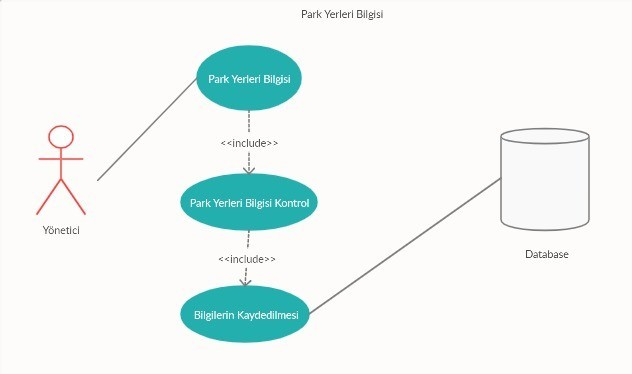 Park Yerleri Bilgisi
Park Yerleri Bilgisi
<<include>>
Park Yerleri Bilgisi Kontrol
Yönetici
Database
<<include>>
Bilgilerin Kaydedilmesi